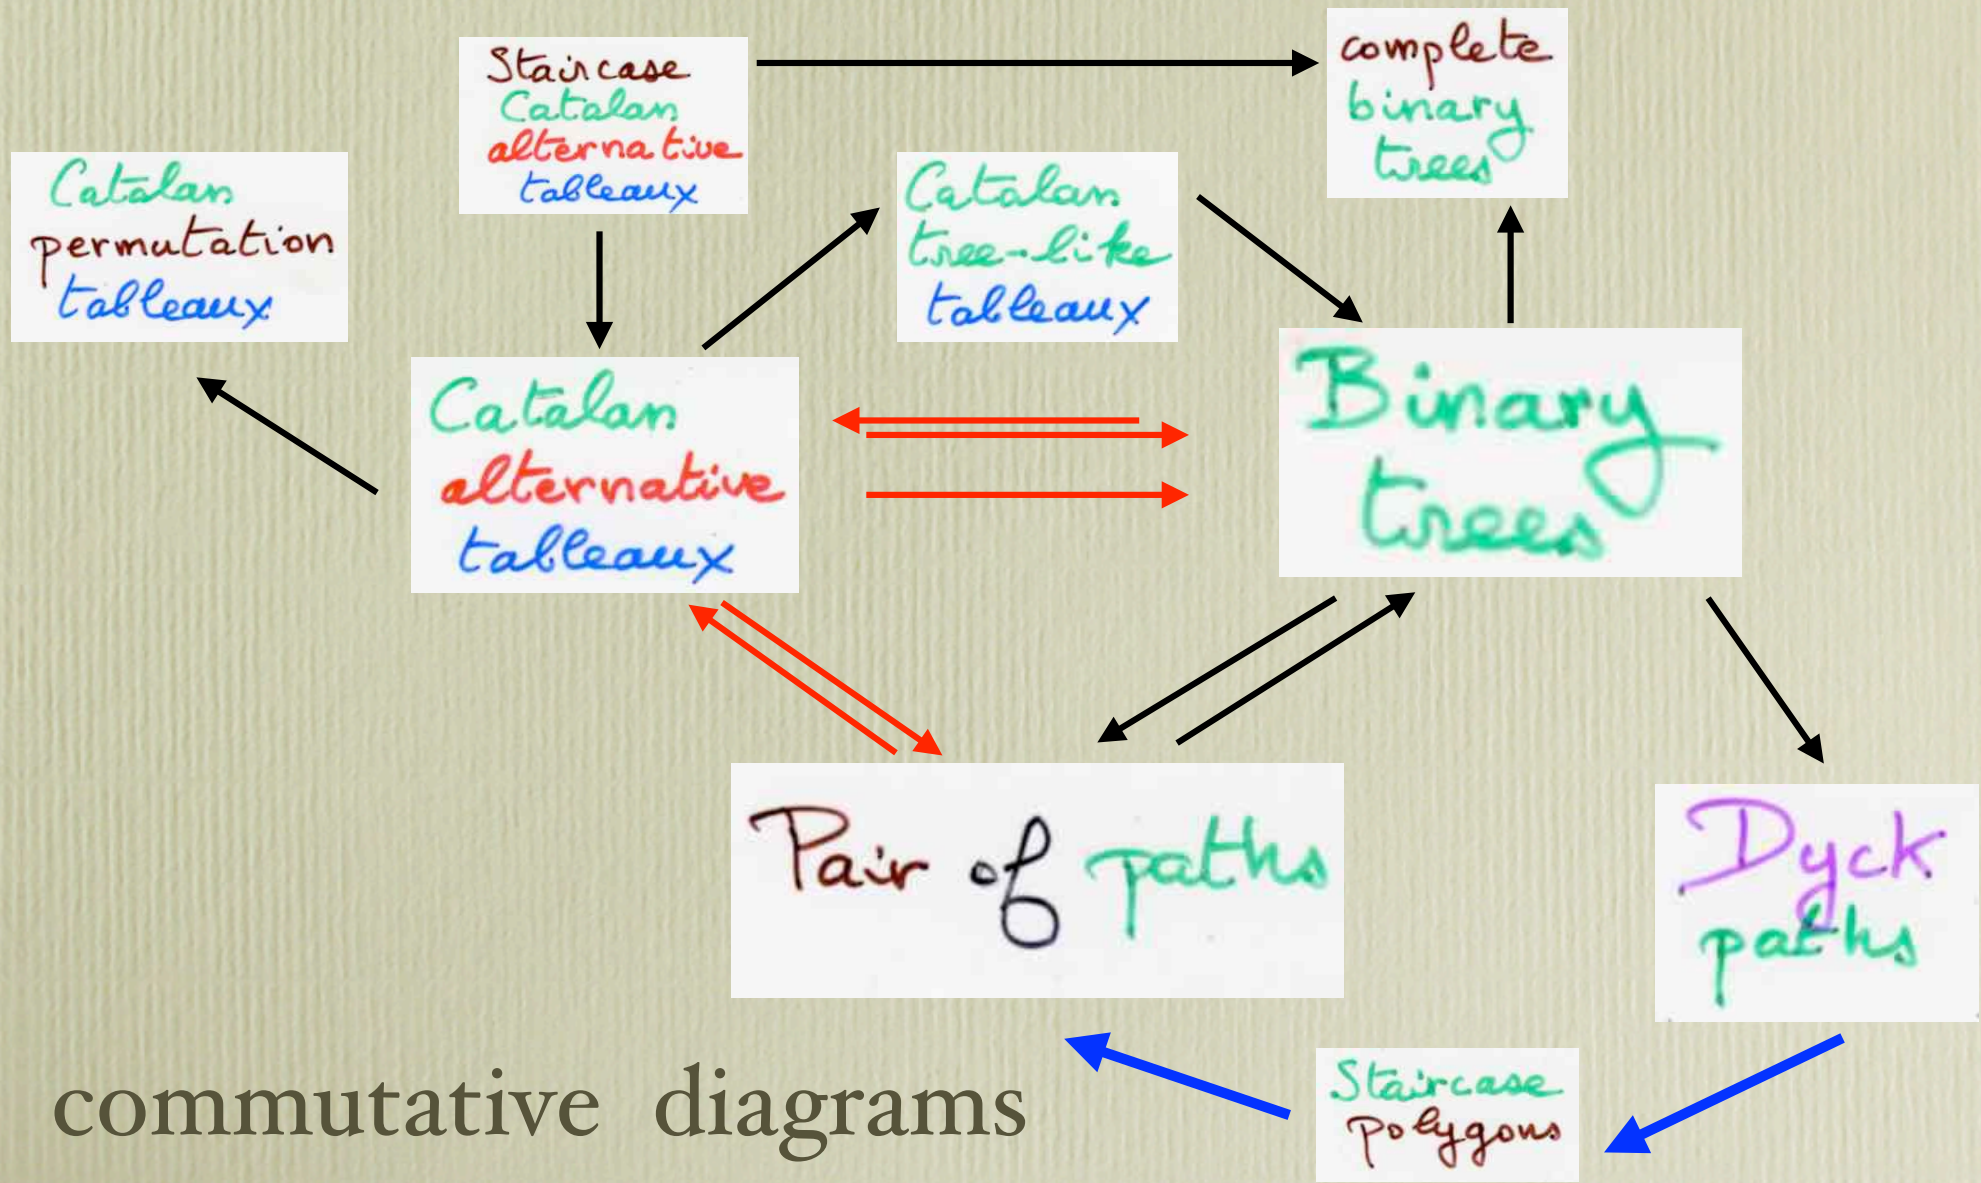 Staircase
Catalan
alternative
tableaux
complete
binary
trees
Catalan
permutation
tableaux
Catalan
tree-like
tableaux
Catalan
alternative
tableaux
Binary
trees
Pair of paths
Dyck
paths
Staircase
polygons
commutative diagrams